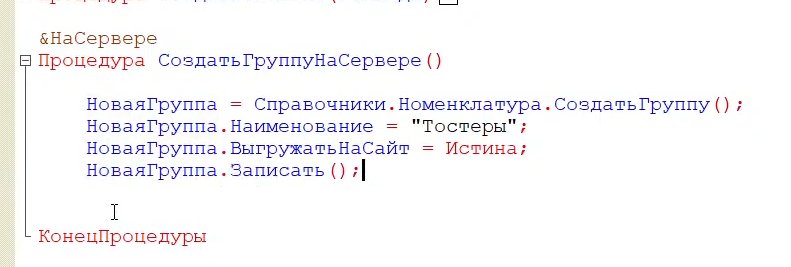 &НаСервере
Процедура СоздатьГруппуНаСервере()
НоваяГруппа = Справочники.Номенклатура.СоздатьГруппу();
НоваяГруппа.Наименование = "Тостеры";
НоваяГруппа.ВыгружатьНаСайт = Истина;
НоваяГруппа.Записать();
КонецПроцедуры